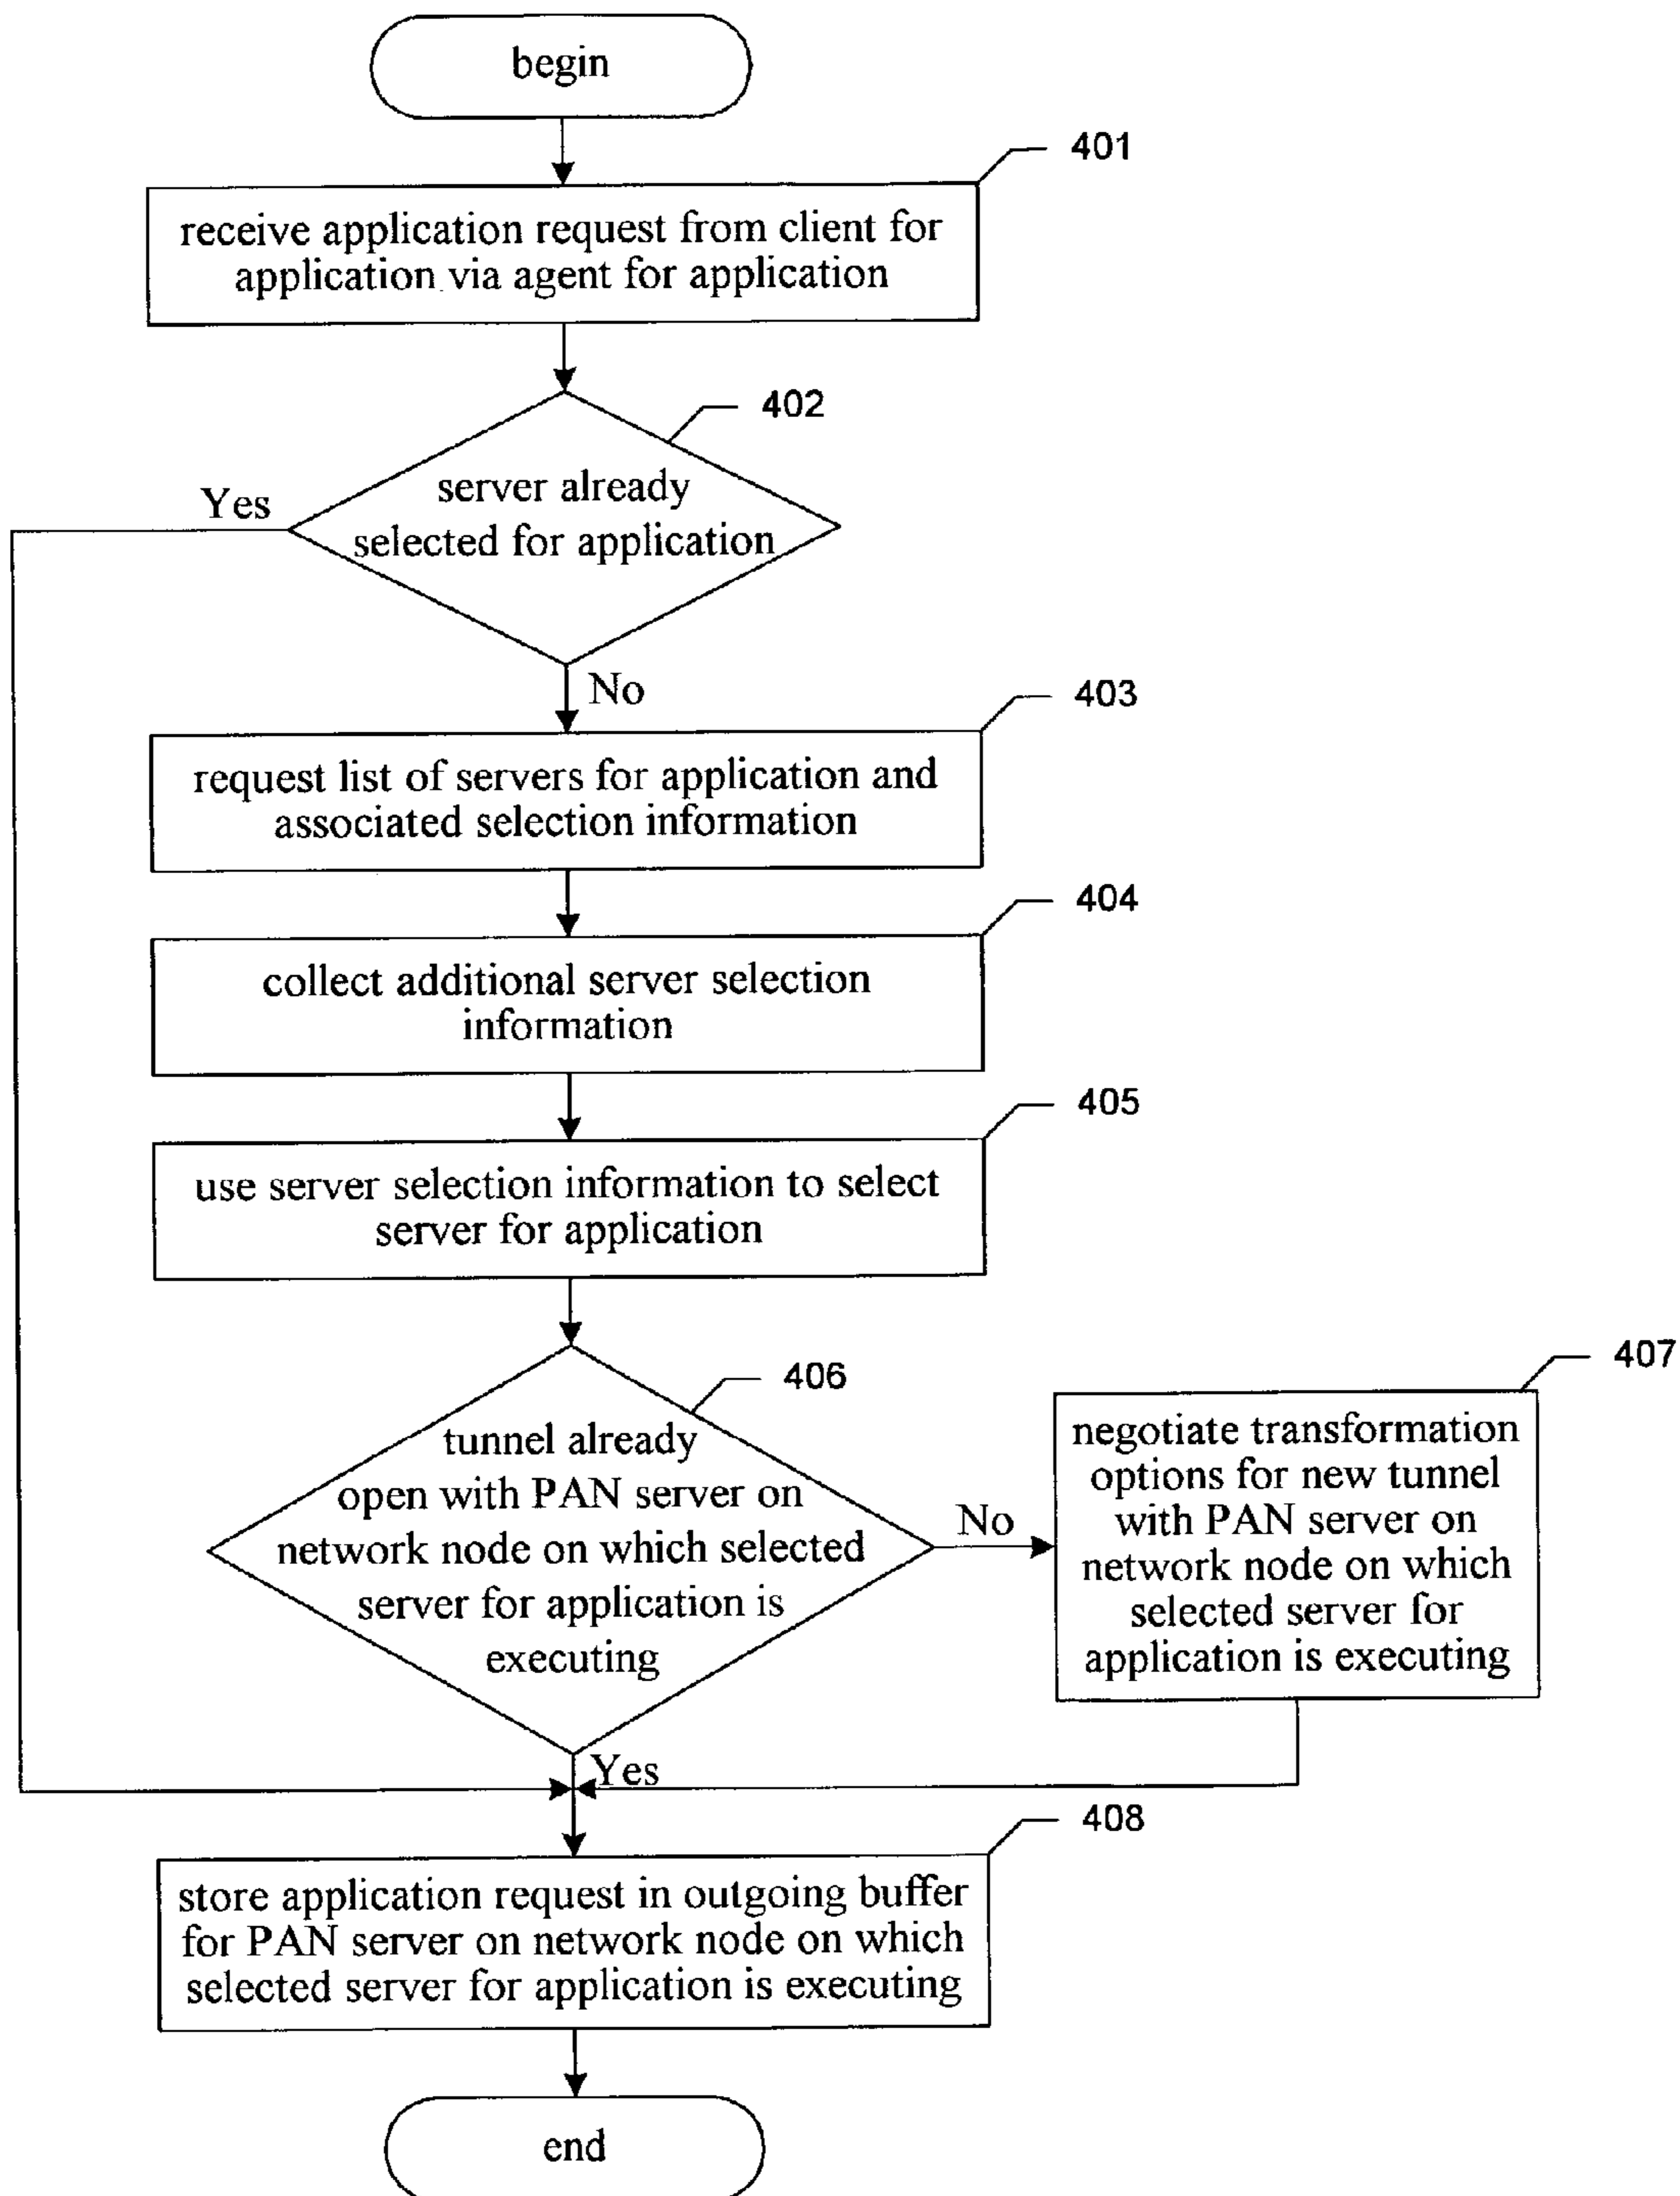 begin
401
receive application request from client for
application via agent for application
402
Yes
server already
selected for application
No
403
request list of servers for application and
associated selection information
404
collect additional server selection
information
405
use server selection information to select
server for application
406
407
tunnel already
open with PAN server on
network node on which selected
server for application is
executing
No
negotiate transformation
options for new tunnel
with PAN server on
network node on which
selected server for
application is executing
Yes
408
store application request in outgoing buffer
for PAN server on network node on which
selected server for application is executing
end